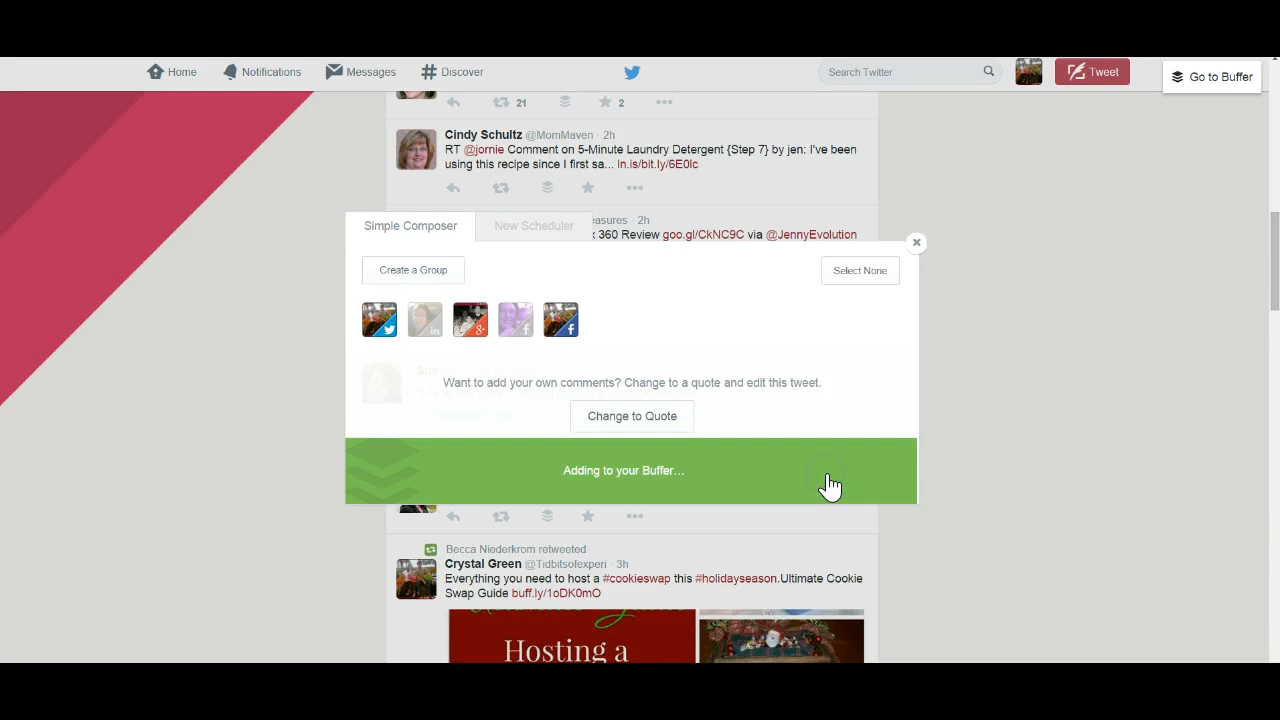 Home
Notifications
Messages
Discover
Search Twitter
Tweet
Go to Buffer
21
2
Cindy Schultz @MomMaven · 2h
RT @jornie Comment on 5-Minute Laundry Detergent {Step 7} by jen: I've been
using this recipe since I first sa... ln.is/bit.ly/6E0lc
Simple Composer
New Scheduler
easures · 2h
360 Review goo.gl/CkNC9C via @JennyEvolution
Create a Group
Select None
in
g+
f
f
Sue
Want to add your own comments? Change to a quote and edit this tweet.
Change to Quote
Adding to your Buffer...
Becca Niederkrom retweeted
Crystal Green @Tidbitsofexperi · 3h
Everything you need to host a #cookieswap this #holidayseason.Ultimate Cookie
Swap Guide buff.ly/1oDK0mO
Hosting a